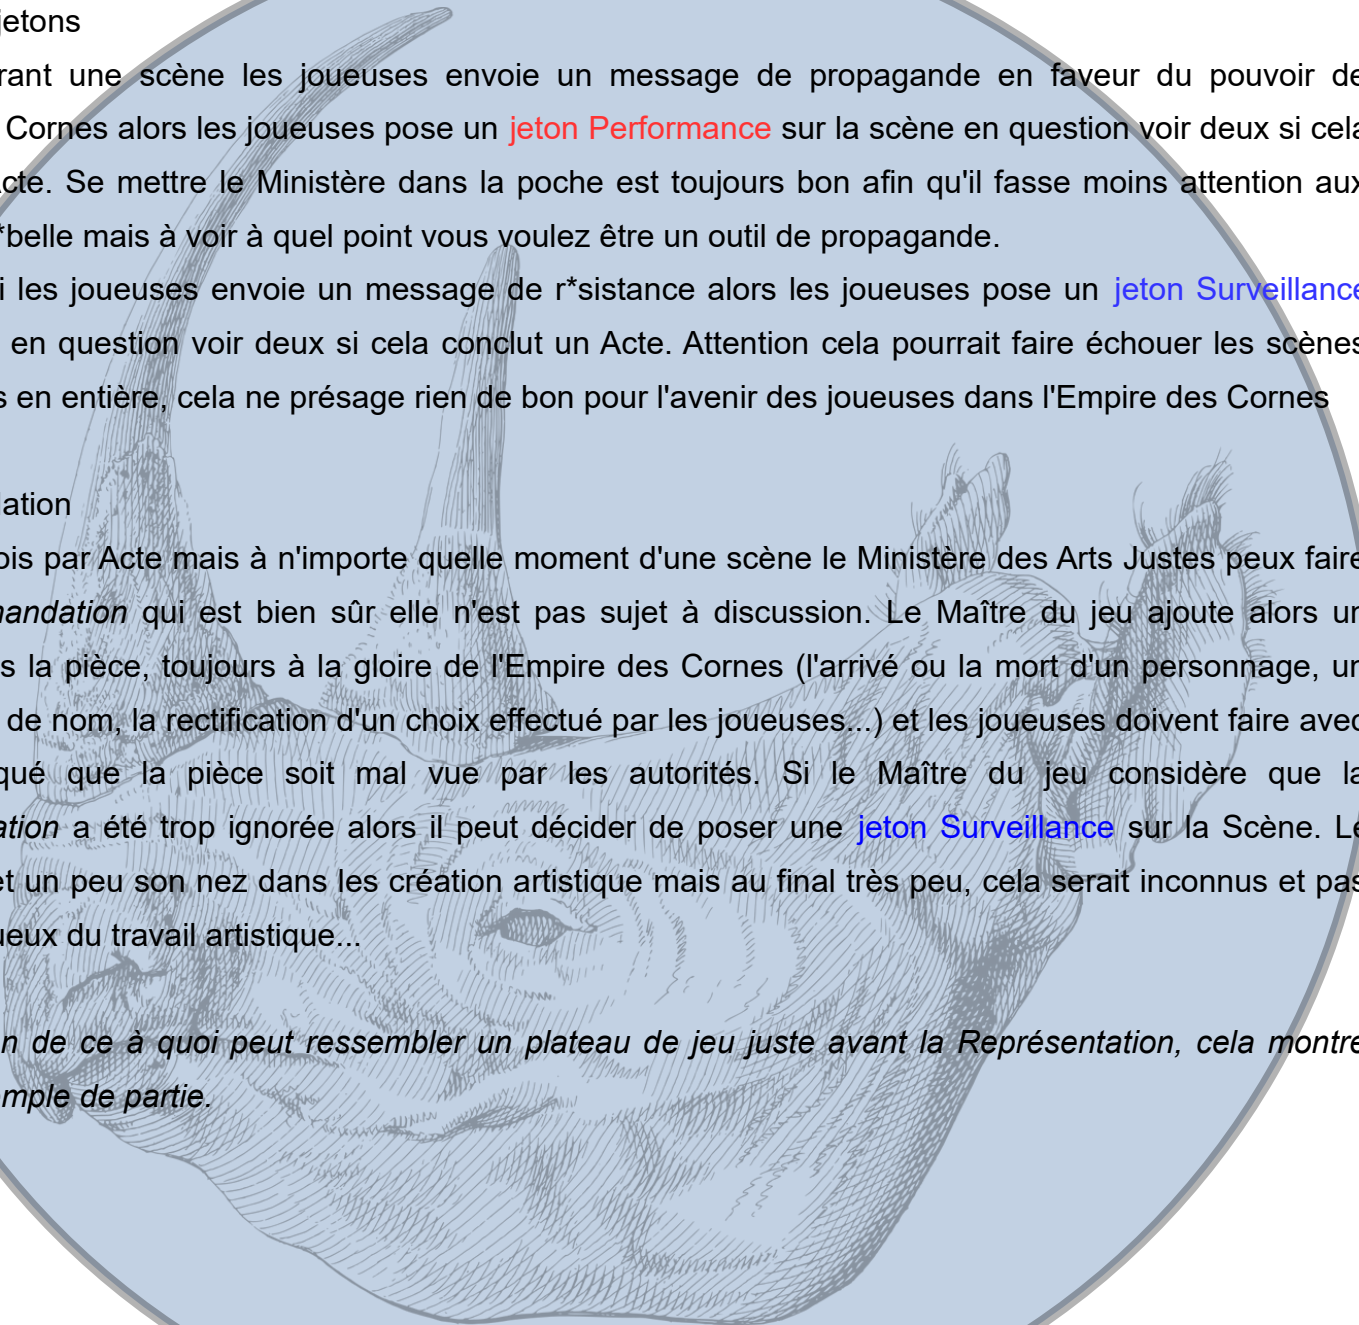 jetons
rant une scène les joueuses envoie un message de propagande en faveur du pouvoir de
Cornes alors les joueuses pose un jeton Performance sur la scène en question voir deux si cela
cte. Se mettre le Ministère dans la poche est toujours bon afin qu'il fasse moins attention aux
*belle mais à voir à quel point vous voulez être un outil de propagande.
i les joueuses envoie un message de r*sistance alors les joueuses pose un jeton Surveillance
en question voir deux si cela conclut un Acte. Attention cela pourrait faire échouer les scènes
s en entière, cela ne présage rien de bon pour l'avenir des joueuses dans l'Empire des Cornes
lation
ois par Acte mais à n'importe quelle moment d'une scène le Ministère des Arts Justes peux faire
mandation qui est bien sûr elle n'est pas sujet à discussion. Le Maître du jeu ajoute alors un
s la pièce, toujours à la gloire de l'Empire des Cornes (l'arrivé ou la mort d'un personnage, un
de nom, la rectification d'un choix effectué par les joueuses...) et les joueuses doivent faire avec
qué que la pièce soit mal vue par les autorités. Si le Maître du jeu considère que la
ation a été trop ignorée alors il peut décider de poser une jeton Surveillance sur la Scène. Le
et un peu son nez dans les création artistique mais au final très peu, cela serait inconnus et pas
ueux du travail artistique...
n de ce à quoi peut ressembler un plateau de jeu juste avant la Représentation, cela montre
mple de partie.